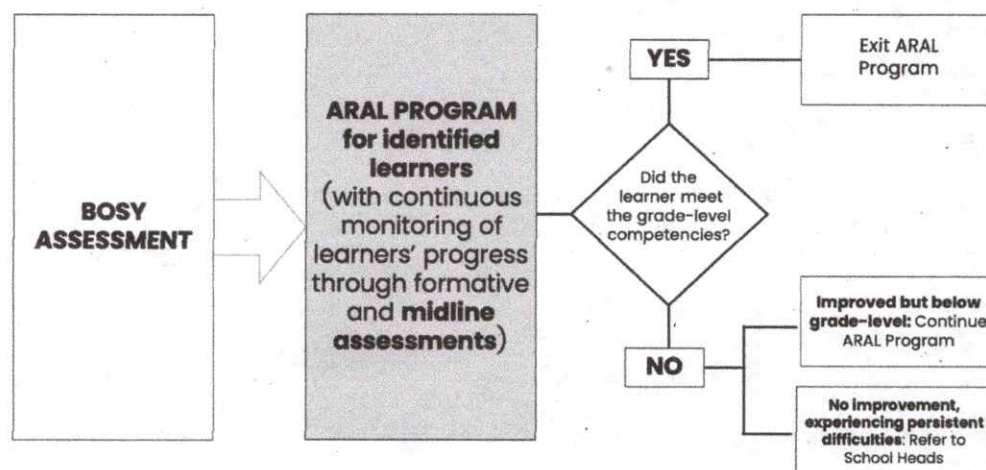 BOSY
ASSESSMENT
ARAL PROGRAM
for identified
learners
(with continuous
monitoring of
learners' progress
through formative
and midline
assessments)
Did the
learner meet
the grade-level
competencies?
YES
Exit ARAL
Program
NO
Improved but below
grade-level: Continue
ARAL Program
No improvement,
experiencing persistent
difficulties: Refer to
School Heads